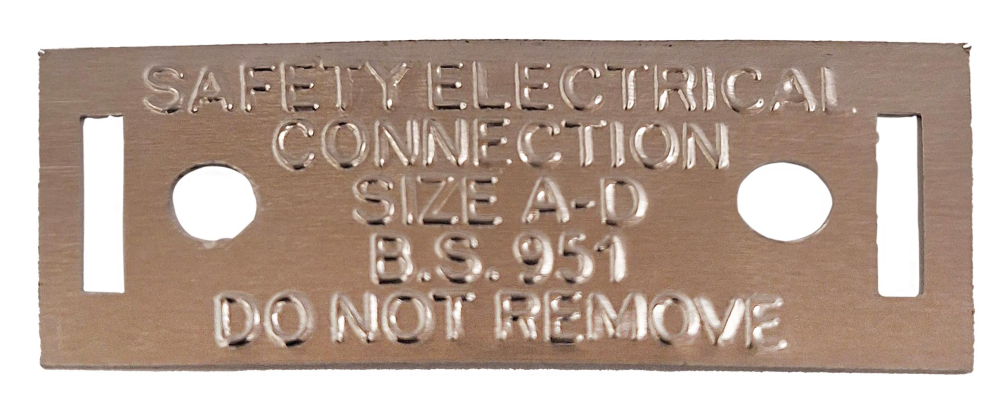 SAFETY ELECTRICAL
CONNECTION
SIZE A-D
B.S. 951
DO NOT REMOVE